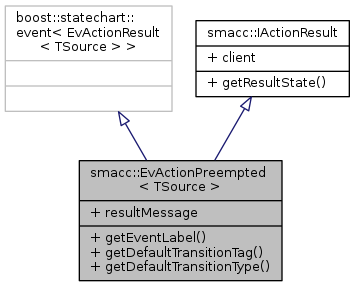 boost::statechart::
event< EvActionResult
< TSource > >
smacc::IActionResult
+ client
+ getResultState()
smacc::EvActionPreempted
< TSource >
+ resultMessage
+ getEventLabel()
+ getDefaultTransitionTag()
+ getDefaultTransitionType()